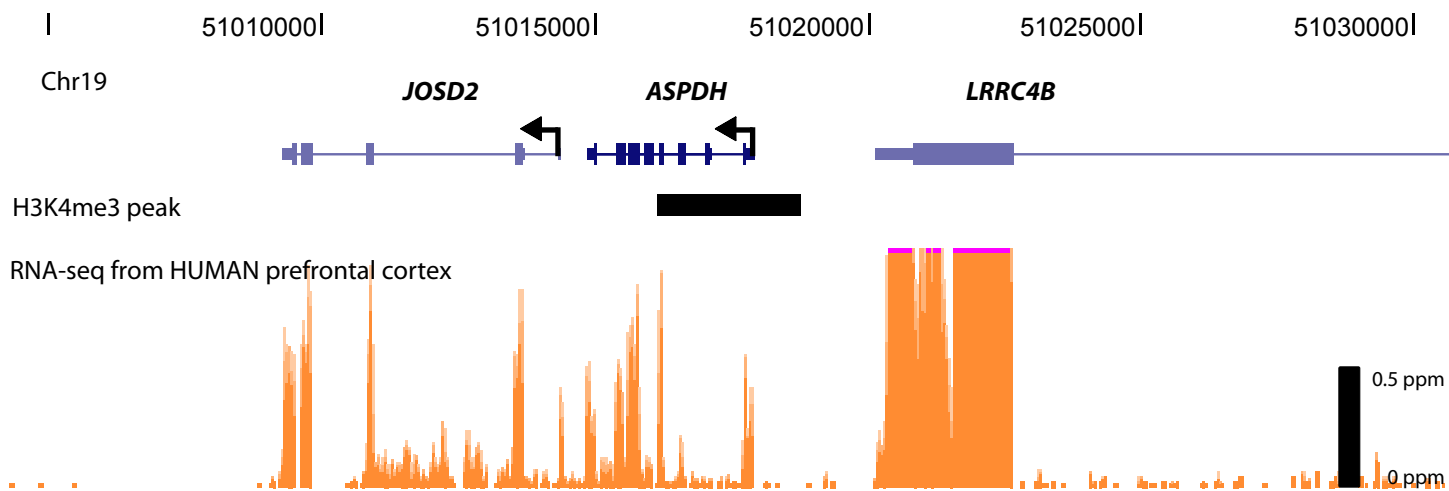 51010000 51015000 51020000 51025000 51030000
Chr19
JOSD2 ASPDH LRRC4B
H3K4me3 peak
RNA-seq from HUMAN prefrontal cortex
0.5 ppm
0 ppm